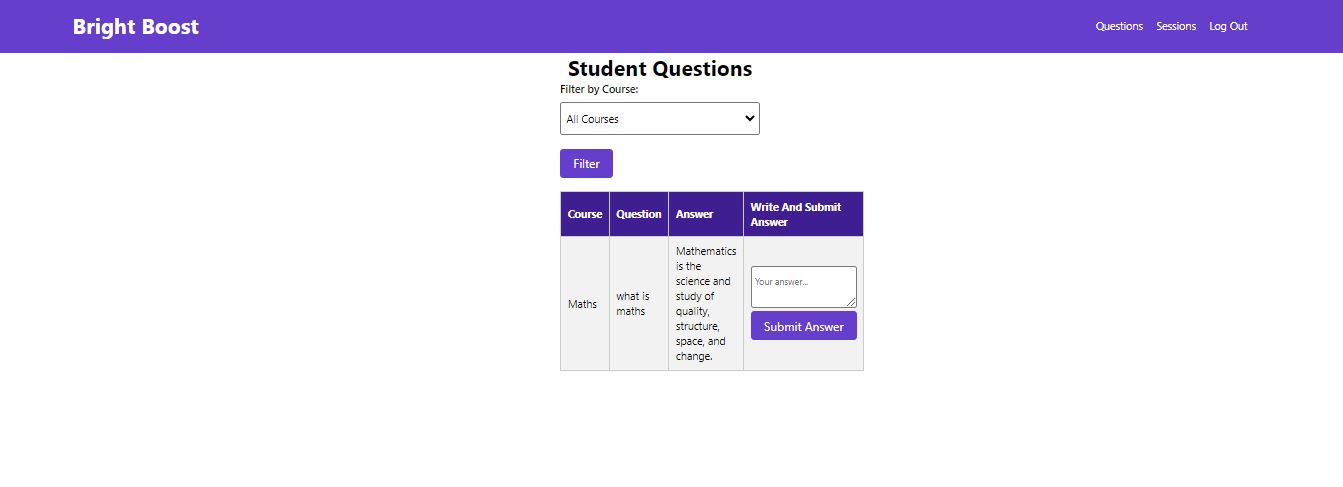 Bright Boost
Questions Sessions Log Out
Student Questions
Filter by Course:
All Courses
Filter
Course Question Answer Write And Submit
Answer
Maths
what is
maths
Mathematics
is the
science and
study of
quality,
structure,
space, and
change.
Your answer...
Submit Answer